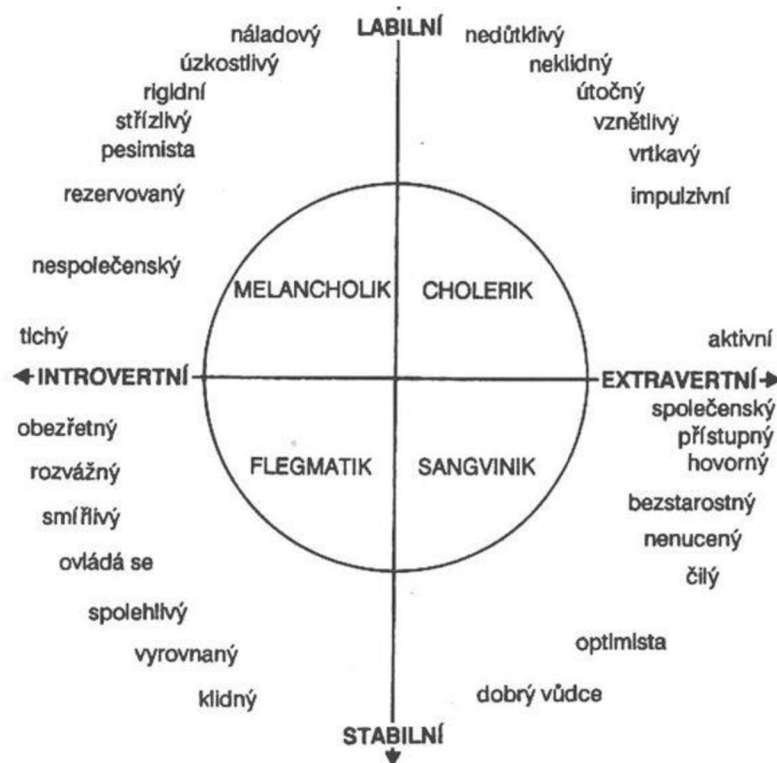 náladový LABILNÍ nedůtklivý
úzkostlivý neklidný
rigidní útočný
střízlivý vznětlivý
pesimista vrtkavý
rezervovaný impulzivní
nespolečenský
MELANCHOLIK CHOLERIK
tichý aktivní
INTROVERTNÍ EXTRAVERTNÍ
společenský
obezřetný přístupný
hovorný
rozvážný FLEGMATIK SANGVINIK
bezstarostný
smířlivý
nenucený
ovládá se
čilý
spolehlivý
vyrovnaný optimista
klidný dobrý vůdce
STABILNÍ